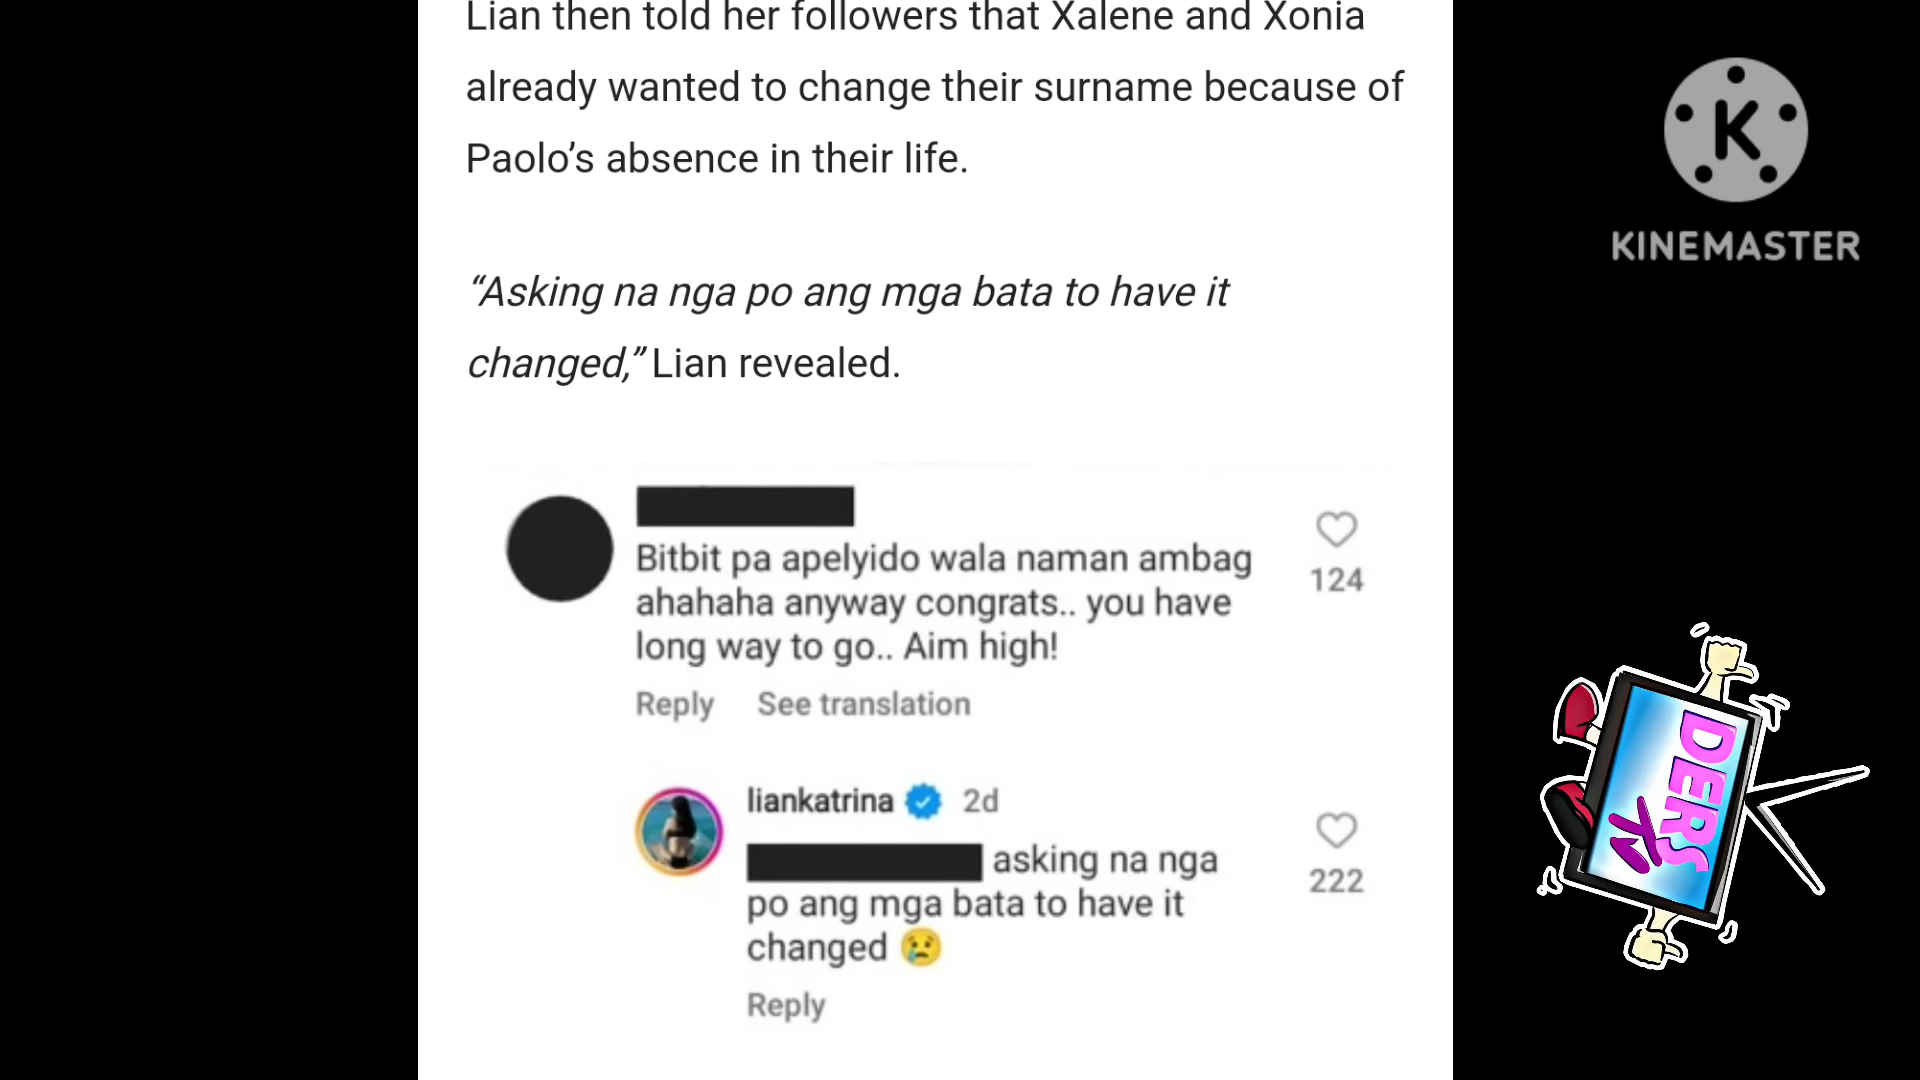 Lian then told her followers that Xalene and Xonia
already wanted to change their surname because of
Paolo’s absence in their life.
“Asking na nga po ang mga bata to have it
changed,” Lian revealed.
Bitbit pa apelyido wala naman ambag
ahahaha anyway congrats.. you have
long way to go.. Aim high!
124
Reply See translation
liankatrina 2d
asking na nga
po ang mga bata to have it
changed 😢
222
Reply
K
KINEMASTER
DERS
TV